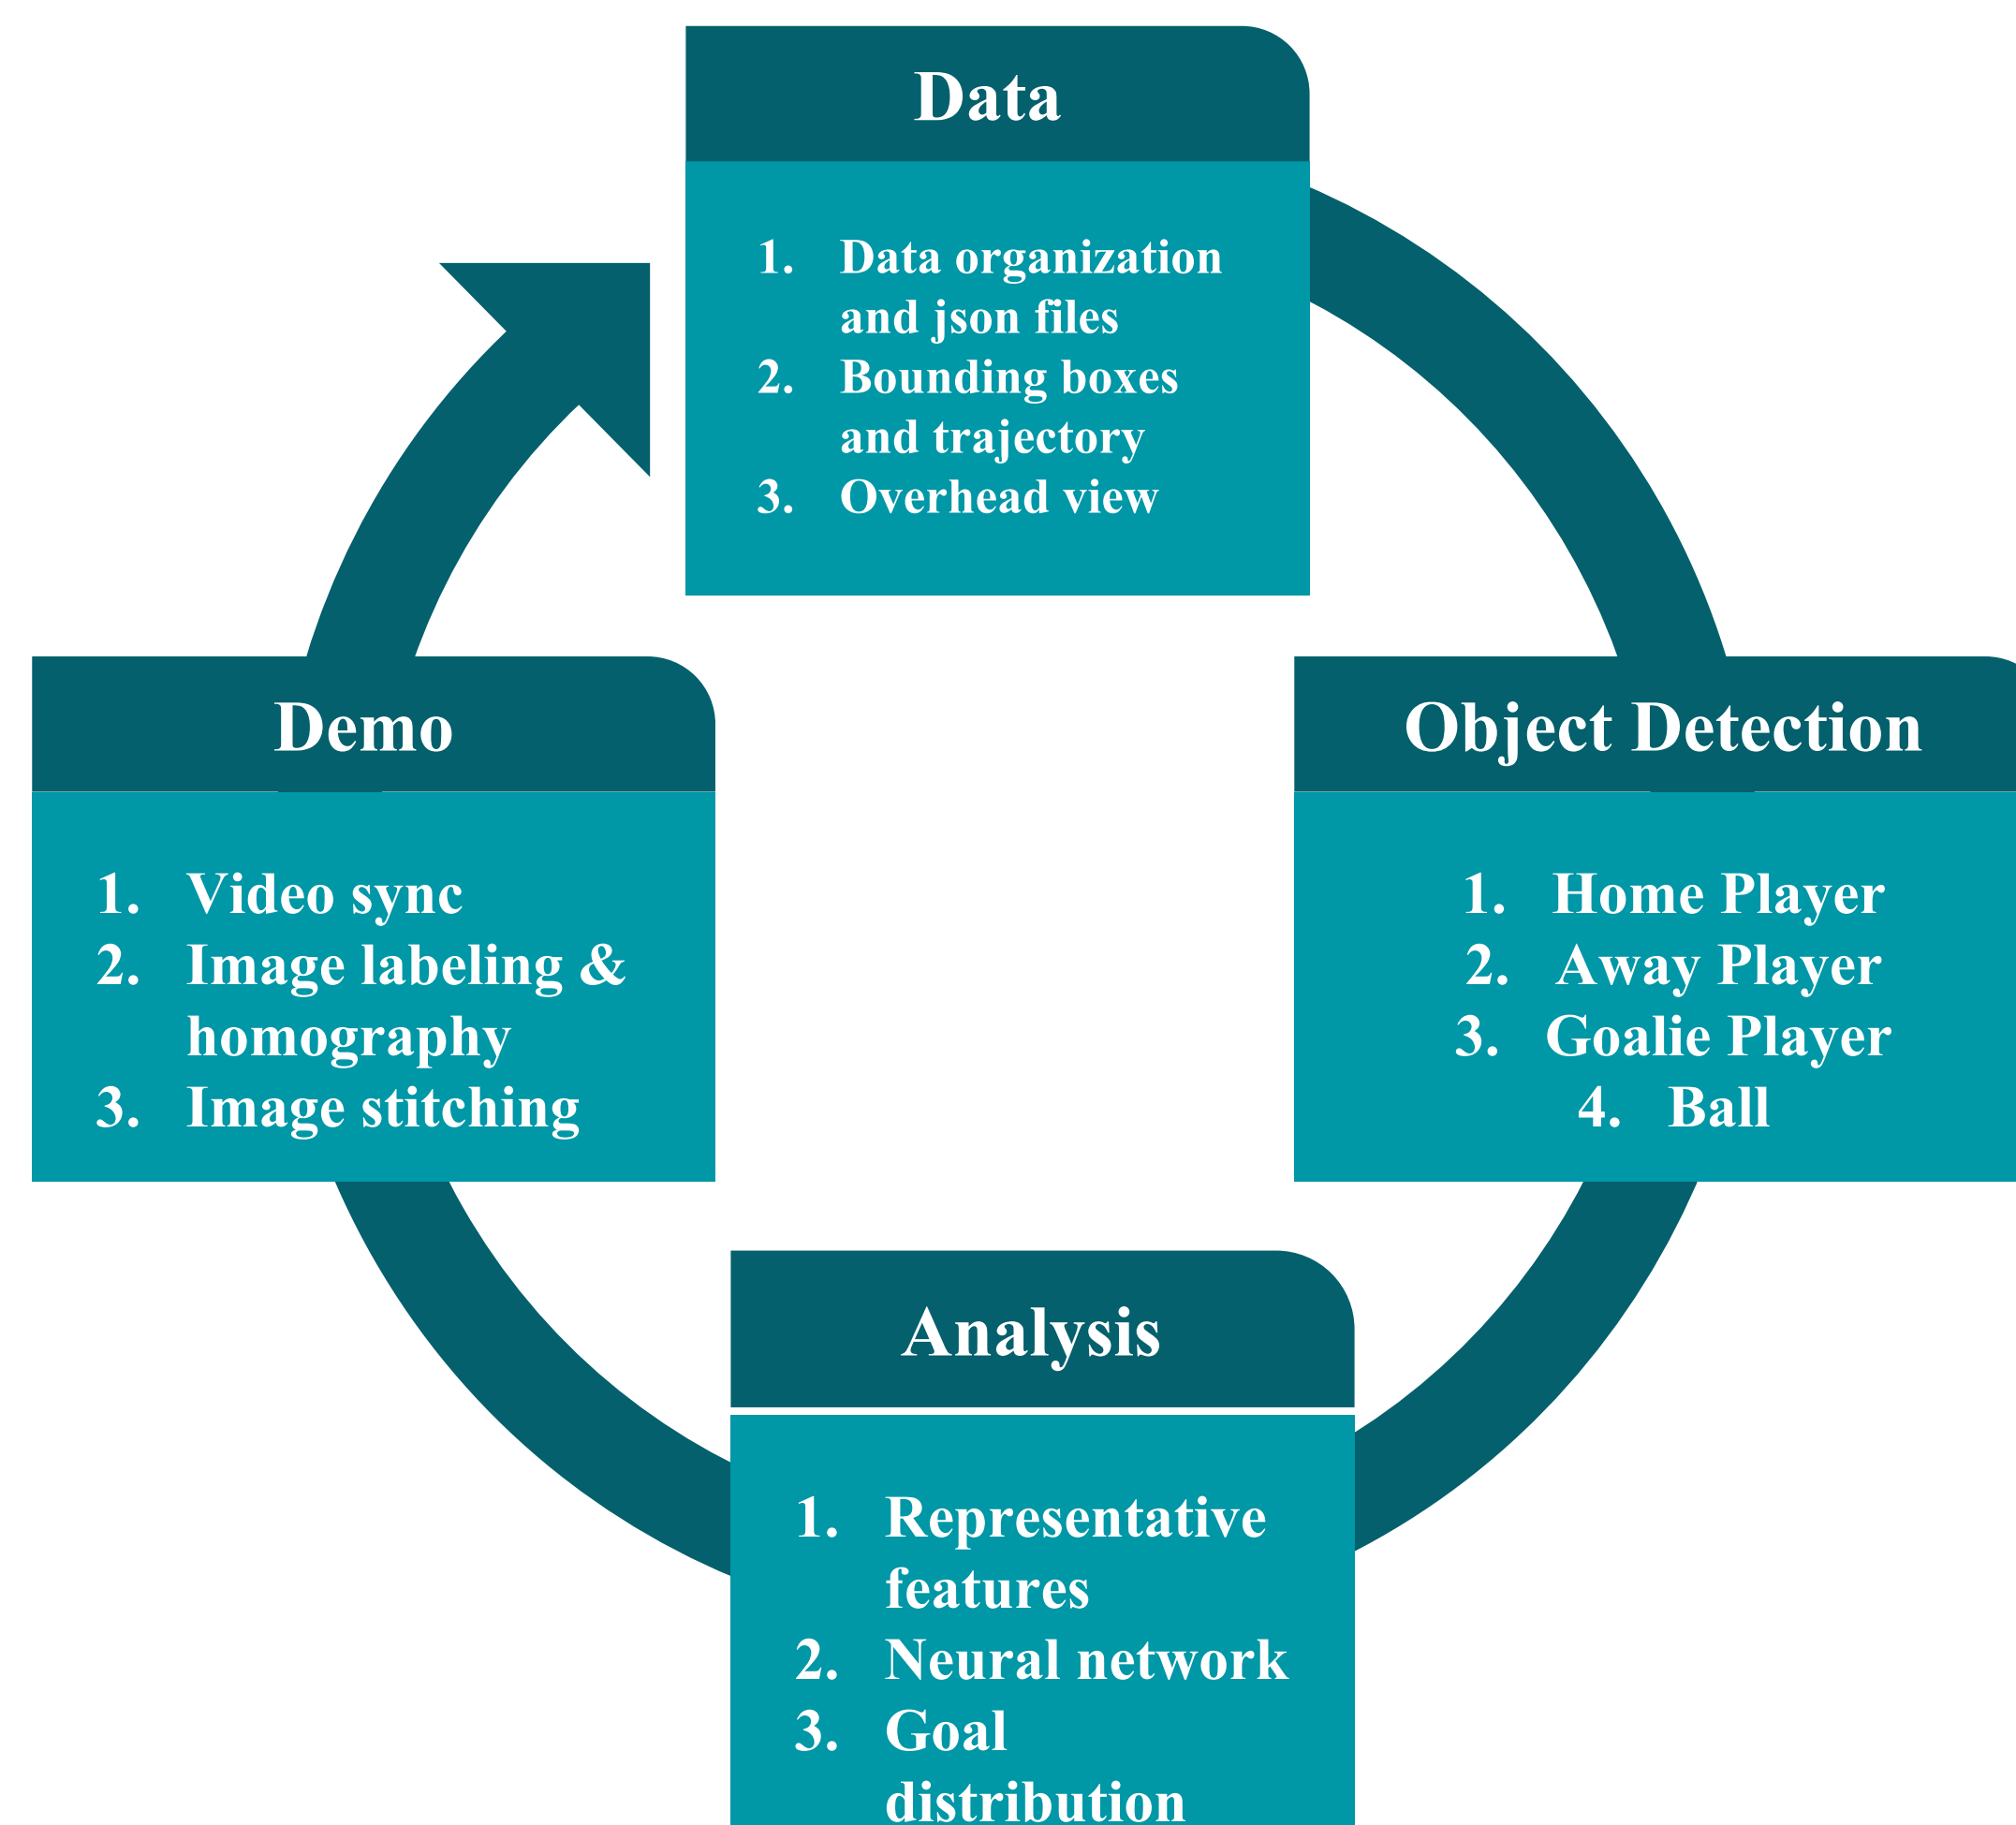 Data
1. Data organization
and json files
2. Bounding boxes
and trajectory
3. Overhead view
Demo
1. Video sync
2. Image labeling &
homography
3. Image stitching
Object Detection
1. Home Player
2. Away Player
3. Goalie Player
4. Ball
Analysis
1. Representative
features
2. Neural network
3. Goal
distribution